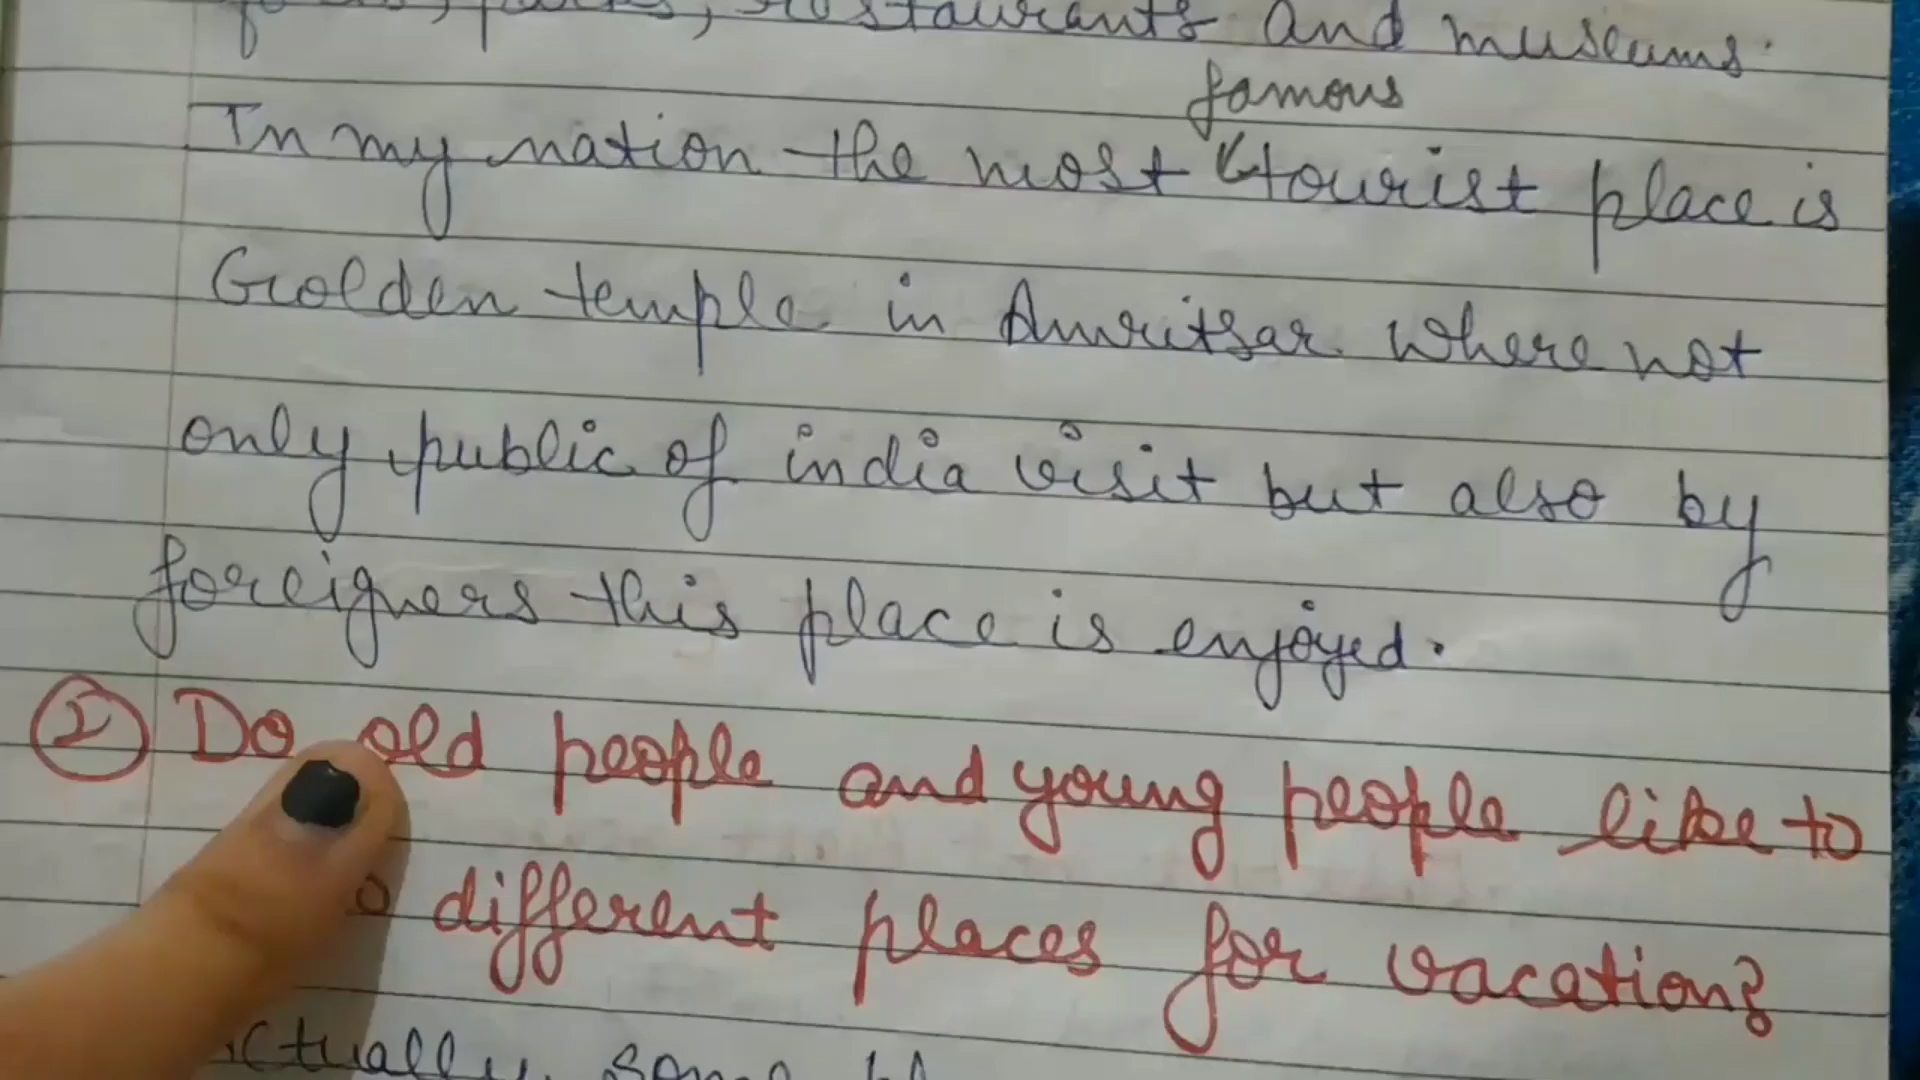 restaurants and museums.
famous
In my nation the most tourist place is
Golden temple in Amritsar where not
only public of india visit but also by
foreigners this place is enjoyed.
② Do old people and young people like to
different places for vacation?
some